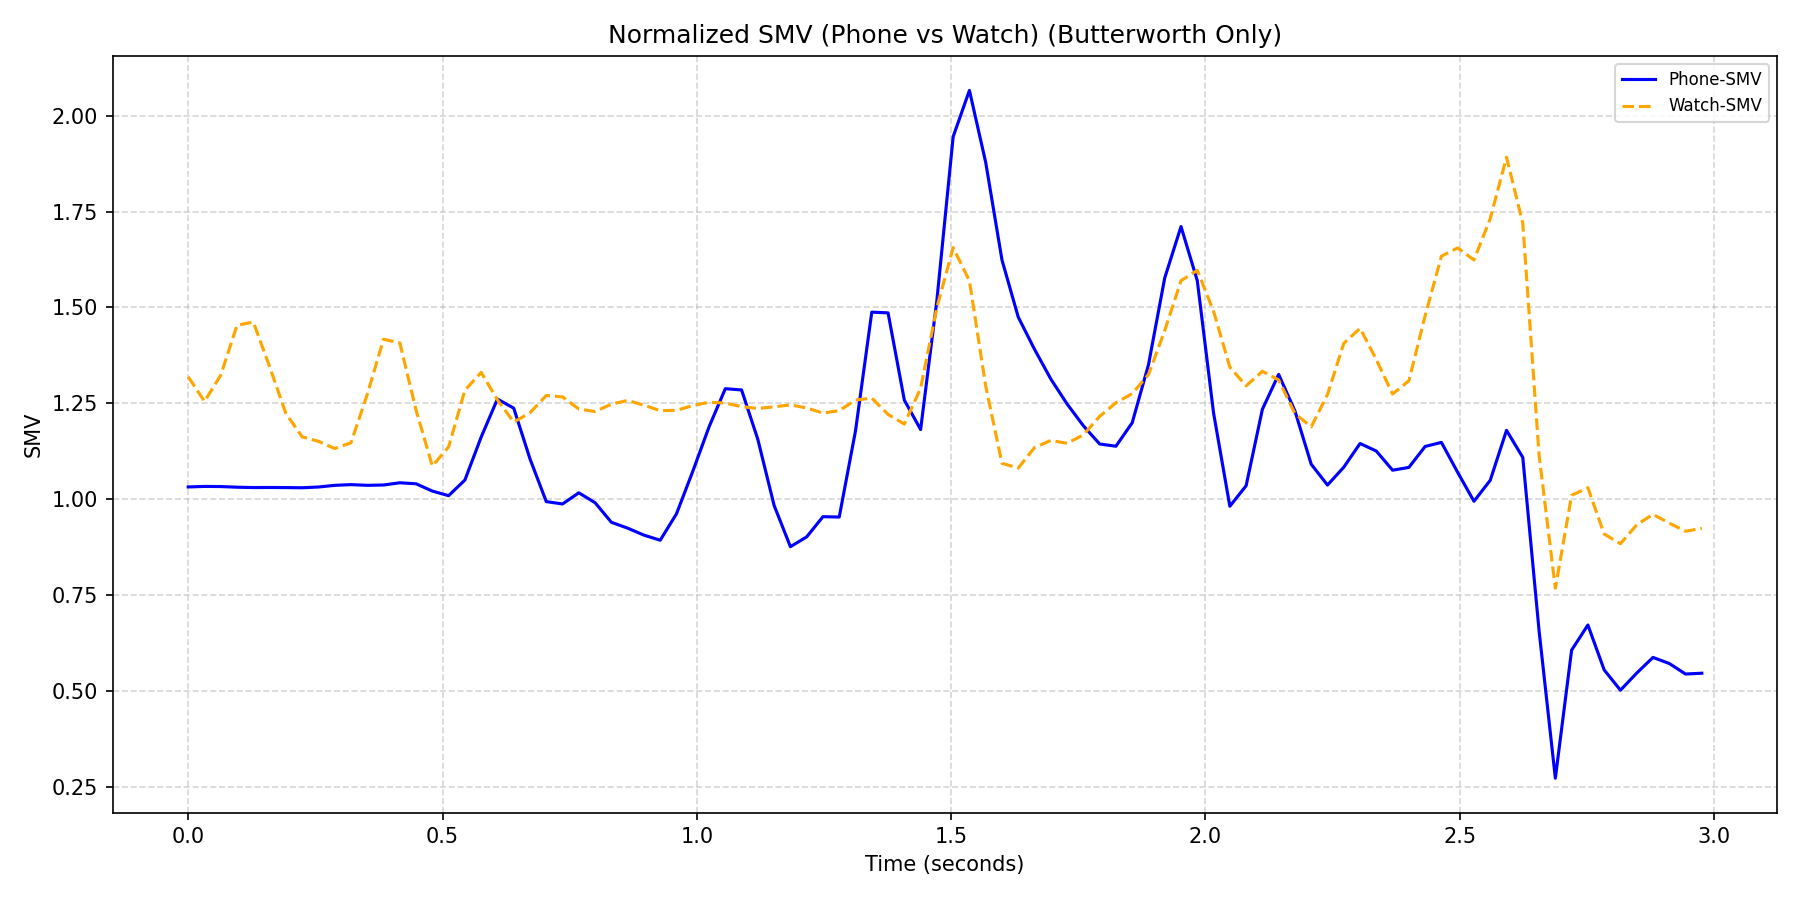 Normalized SMV (Phone vs Watch) (Butterworth Only)
Phone-SMV
Watch-SMV
SMV
2.00
1.75
1.50
1.25
1.00
0.75
0.50
0.25
0.0 0.5 1.0 1.5 2.0 2.5 3.0
Time (seconds)